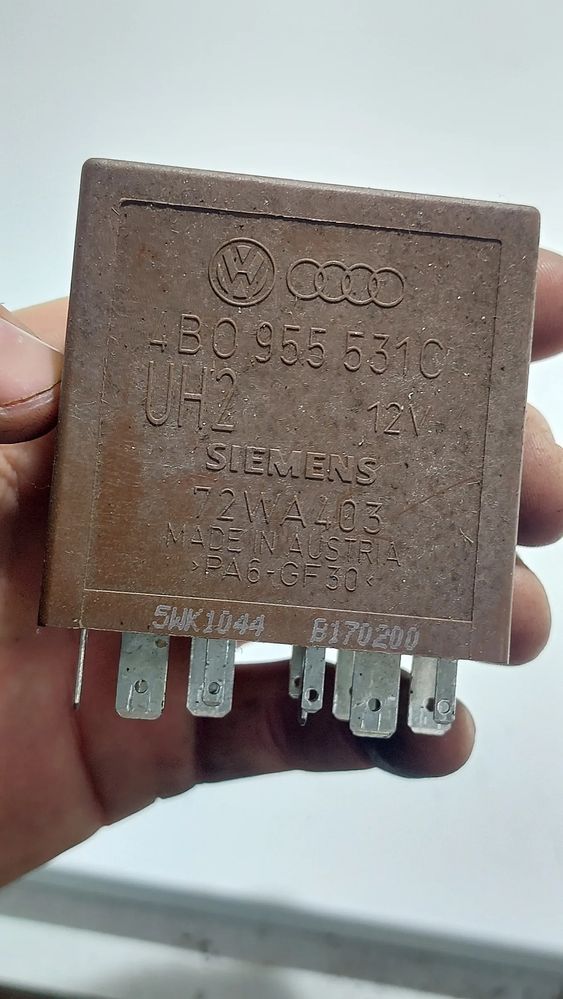 4B0 955 531C
UH2 12V
SIEMENS
72WA403
MADE IN AUSTRIA
>PA6-GF30<
5WK1044 B170200